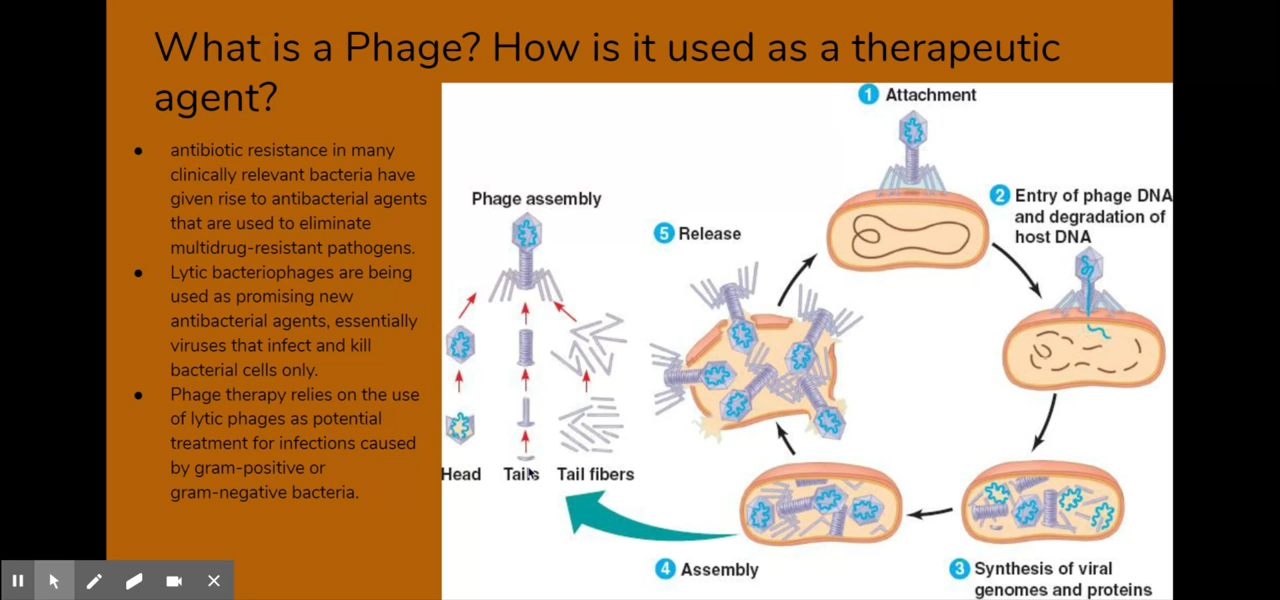 What is a Phage? How is it used as a therapeutic
agent?
antibiotic resistance in many
clinically relevant bacteria have
given rise to antibacterial agents
that are used to eliminate
multidrug-resistant pathogens.
Lytic bacteriophages are being
used as promising new
antibacterial agents, essentially
viruses that infect and kill
bacterial cells only.
Phage therapy relies on the use
of lytic phages as potential
treatment for infections caused
by gram-positive or
gram-negative bacteria.
Phage assembly
Head Tails Tail fibers
1 Attachment
2 Entry of phage DNA
and degradation of
host DNA
3 Synthesis of viral
genomes and proteins
4 Assembly
5 Release